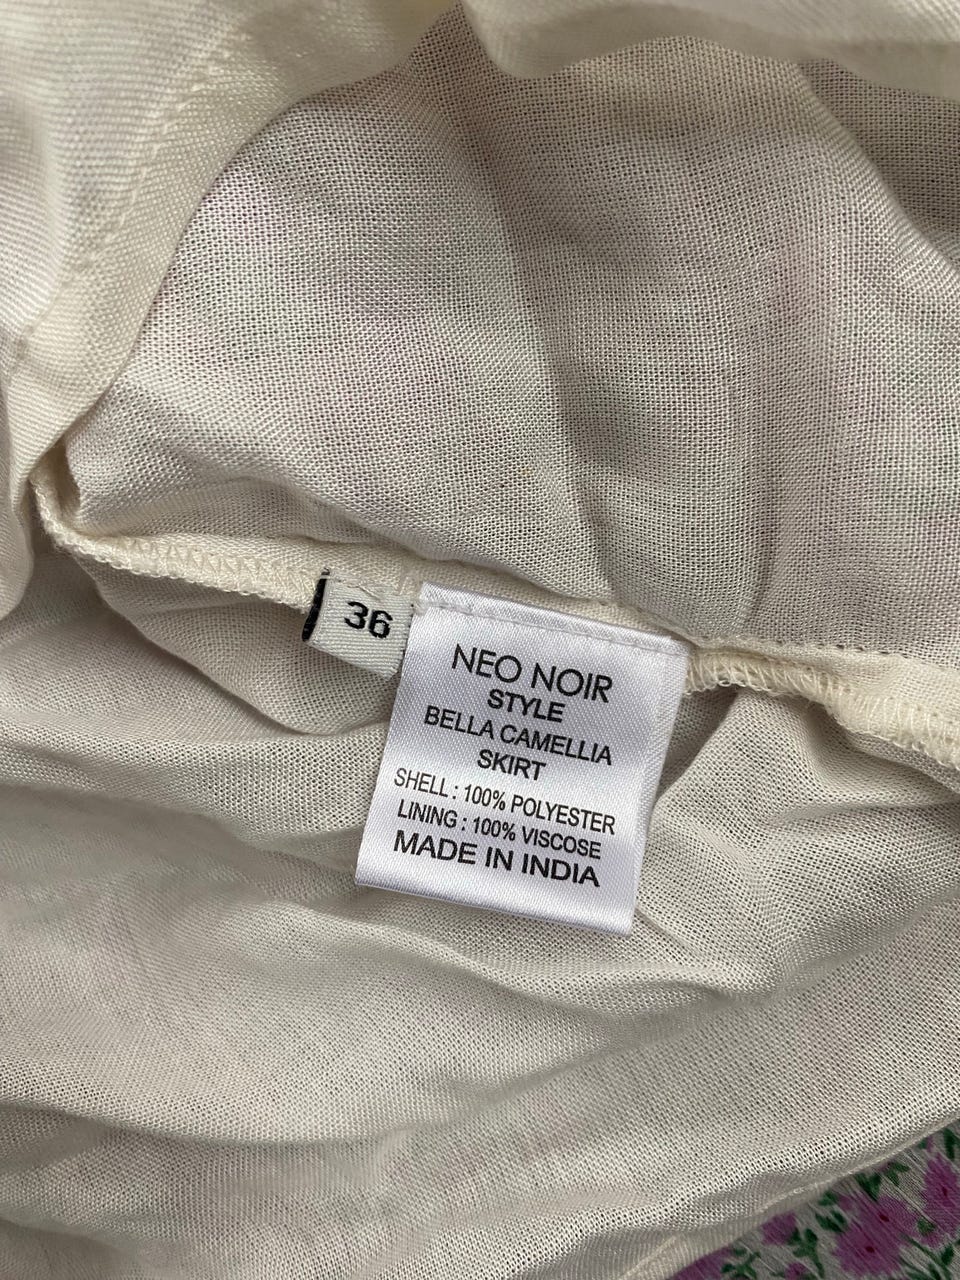 36
NEO NOIR
STYLE
BELLA CAMELLIA
SKIRT
SHELL : 100% POLYESTER
LINING : 100% VISCOSE
MADE IN INDIA